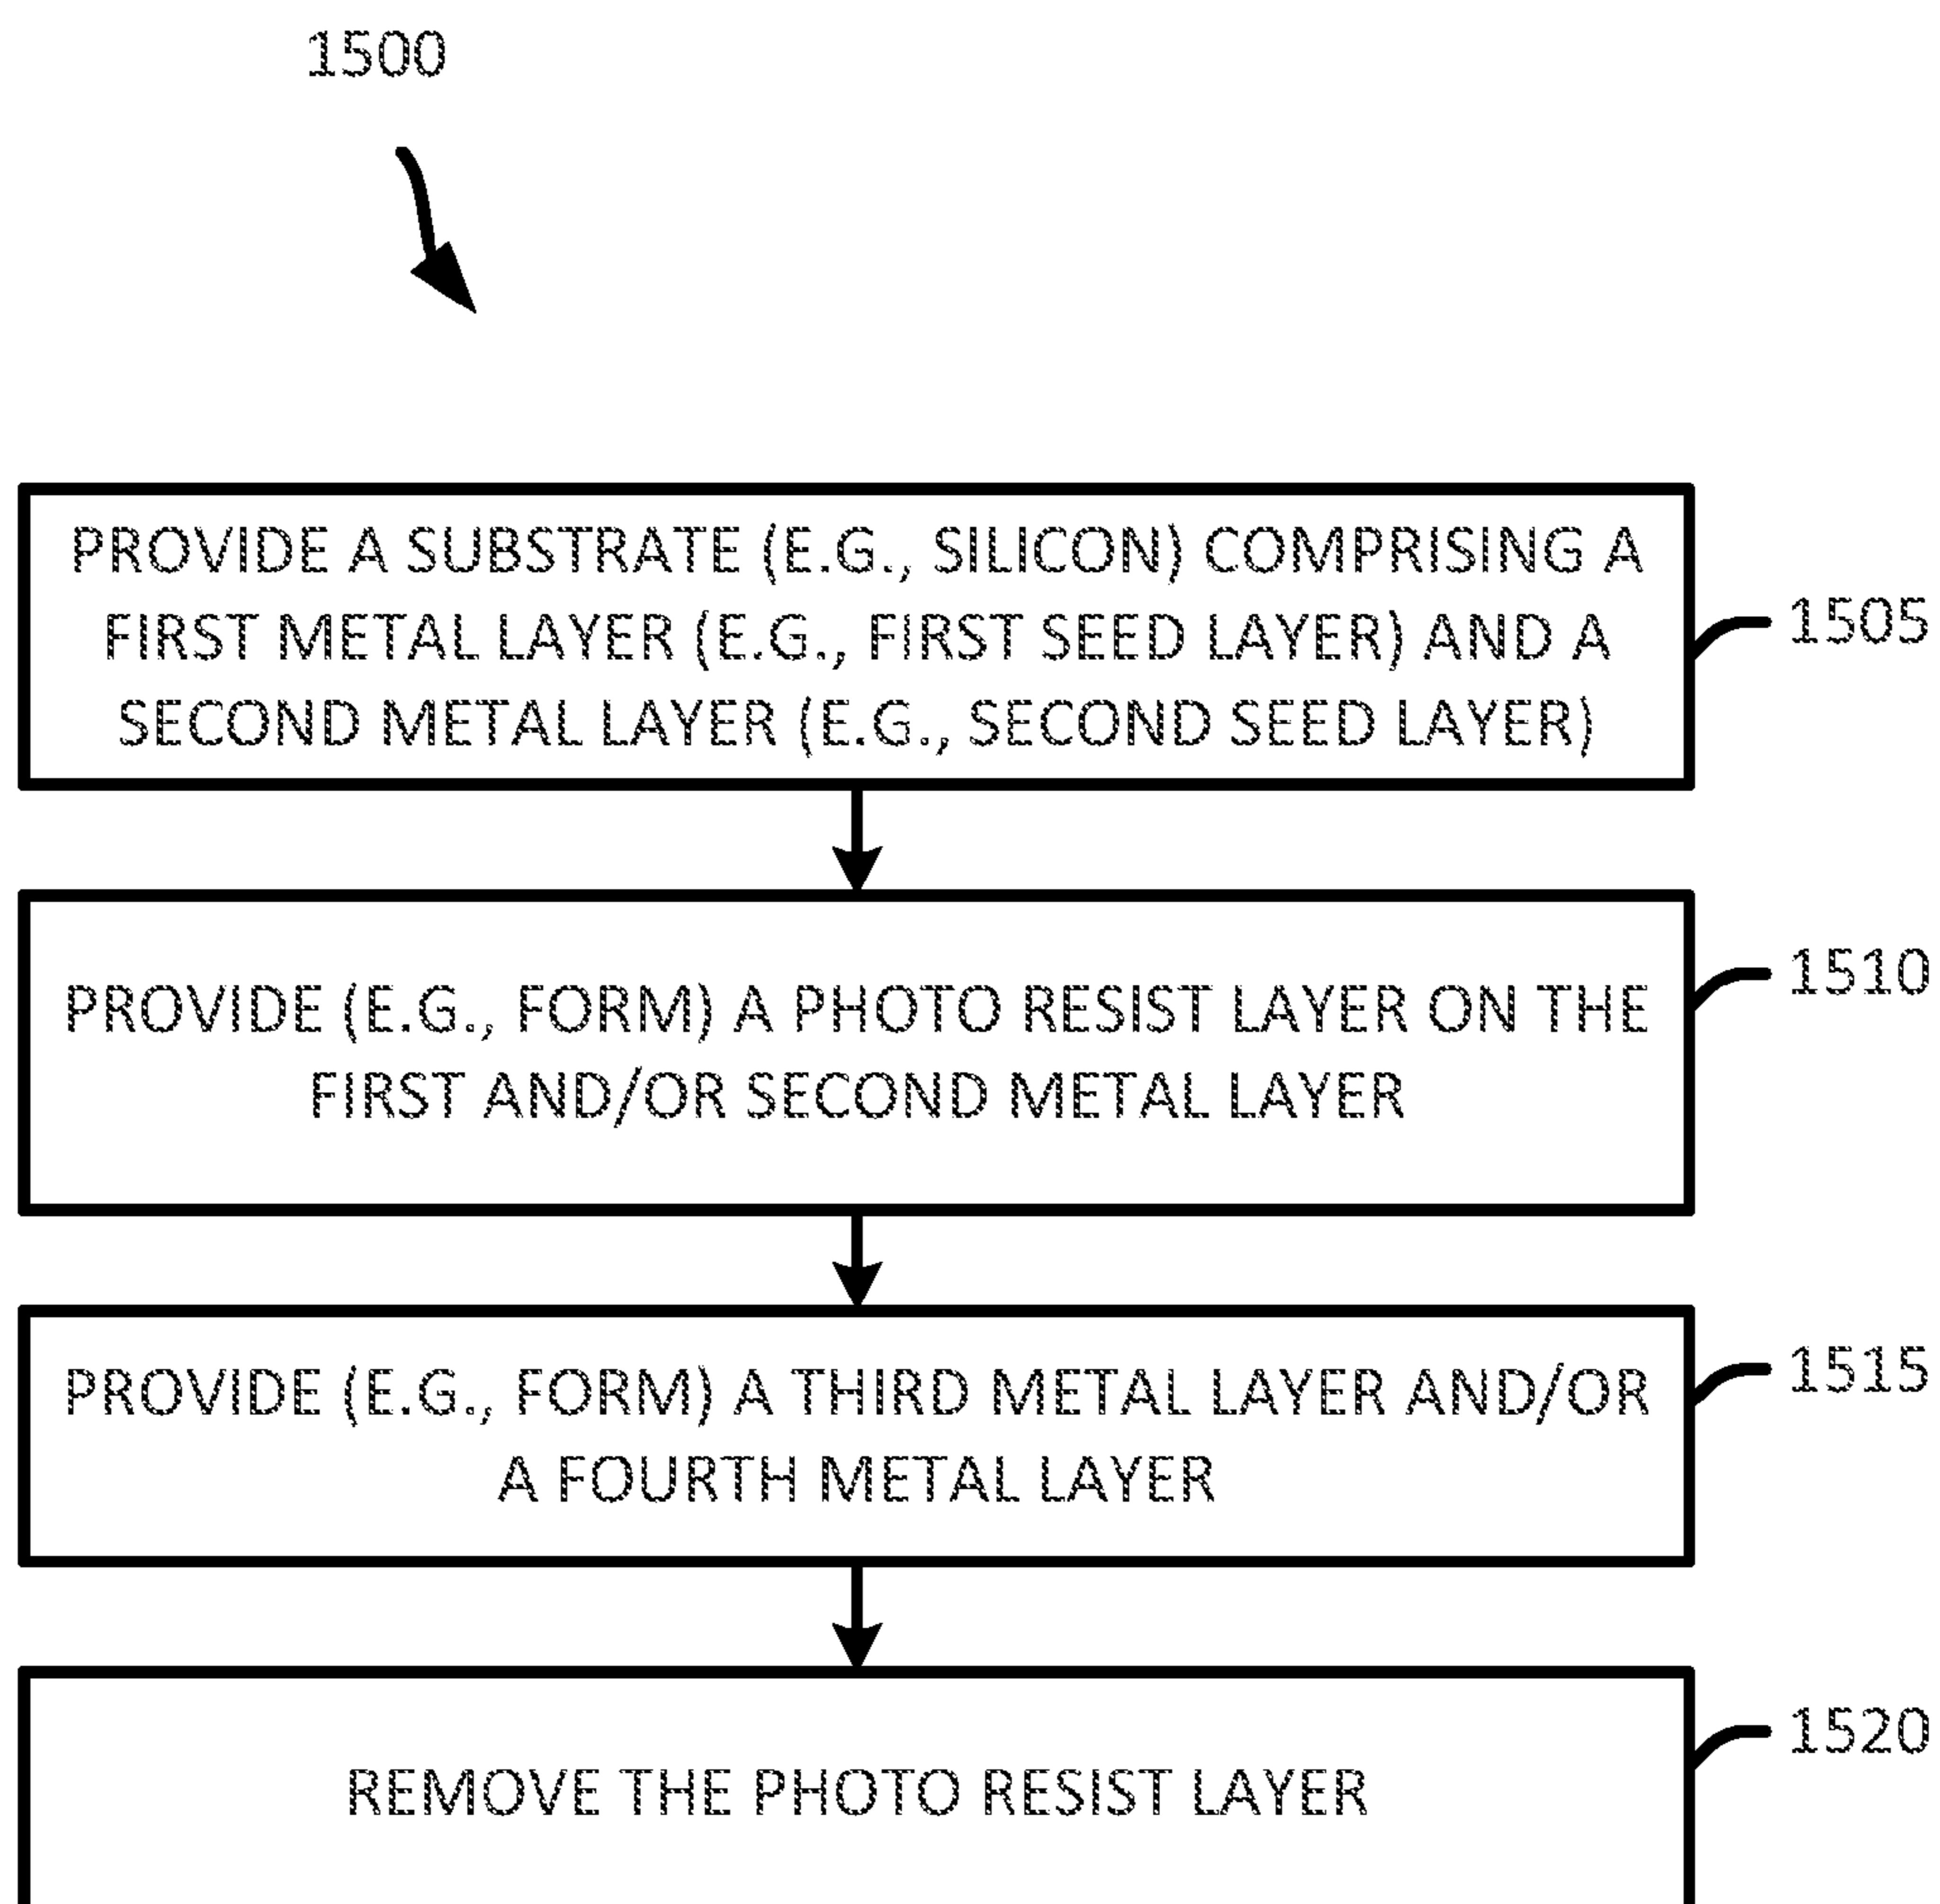 1500
PROVIDE A SUBSTRATE (E.G., SILICON) COMPRISING A
FIRST METAL LAYER (E.G., FIRST SEED LAYER) AND A
SECOND METAL LAYER (E.G., SECOND SEED LAYER)
1505
PROVIDE (E.G., FORM) A PHOTO RESIST LAYER ON THE
FIRST AND/OR SECOND METAL LAYER
1510
PROVIDE (E.G., FORM) A THIRD METAL LAYER AND/OR
A FOURTH METAL LAYER
1515
REMOVE THE PHOTO RESIST LAYER
1520